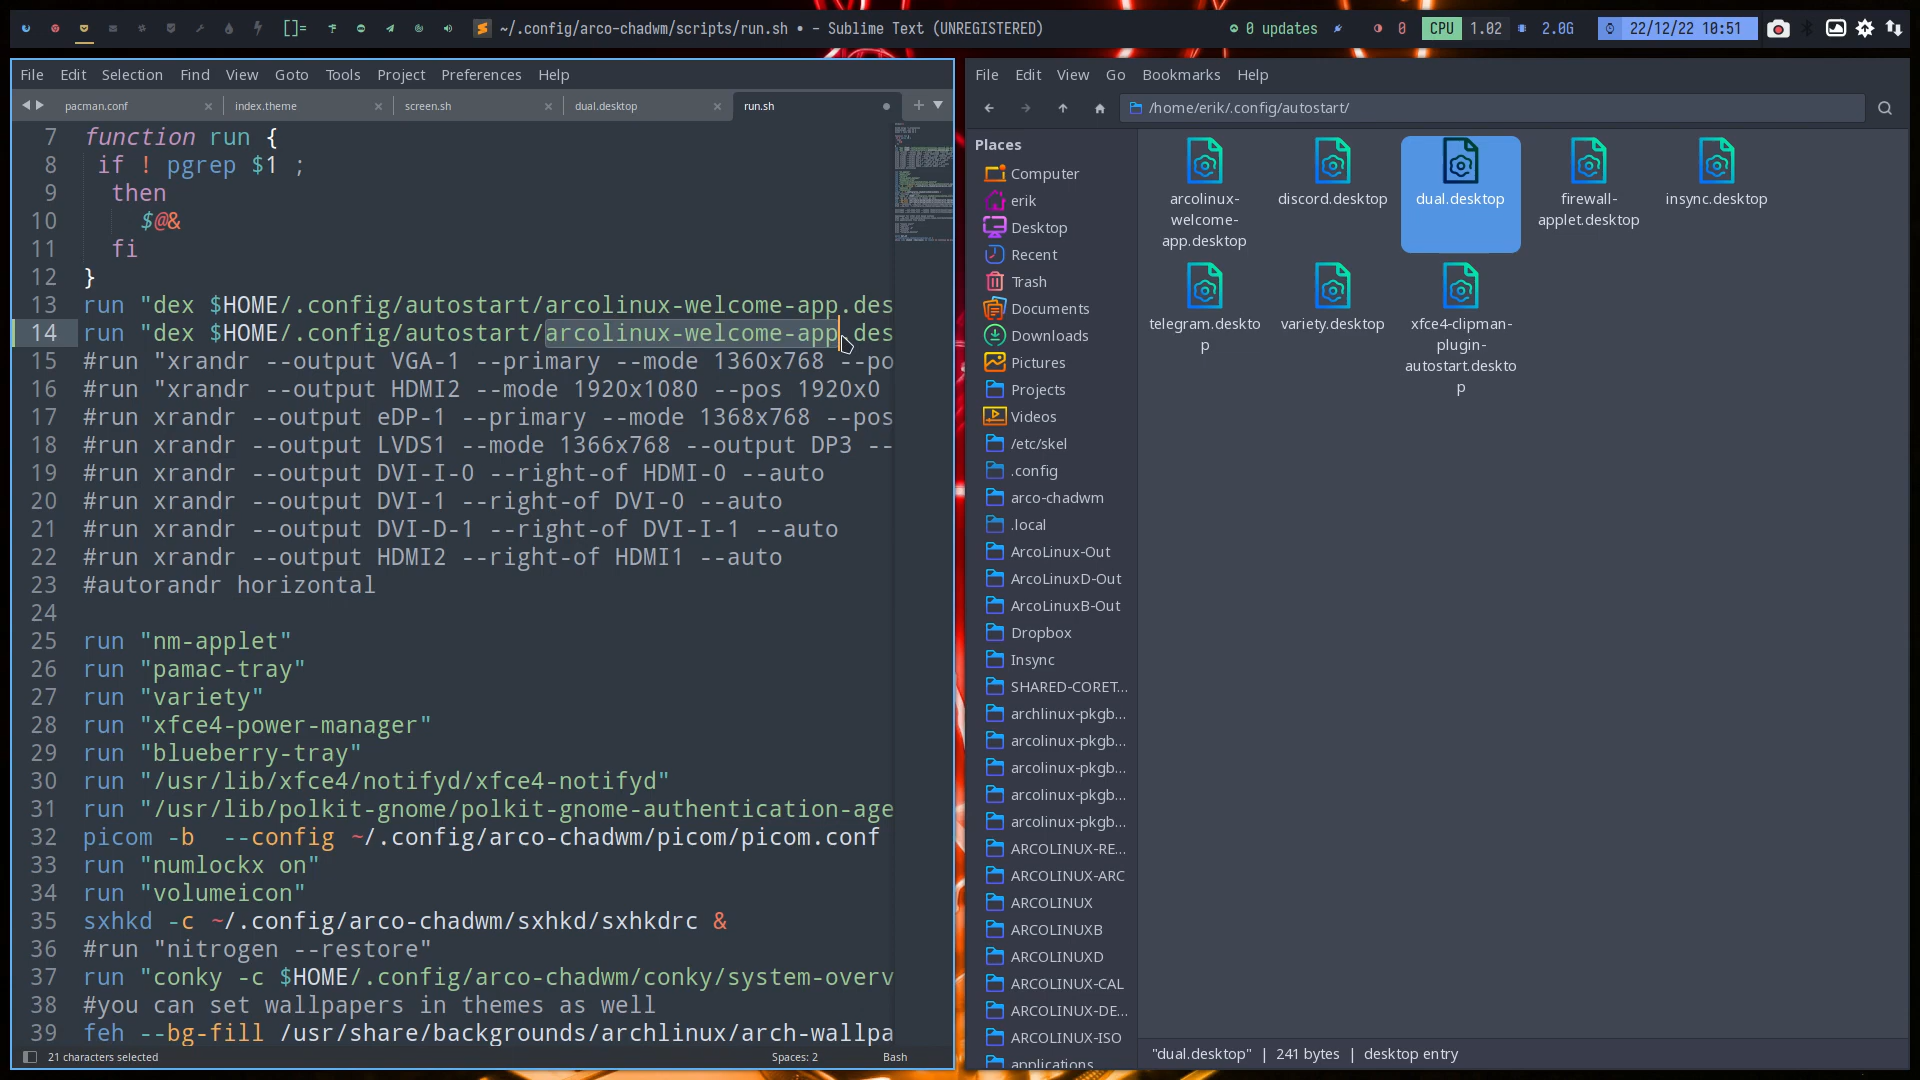 ~/.config/arco-chadwm/scripts/run.sh • – Sublime Text (UNREGISTERED)
0 updates
0
CPU 1.02
2.0G
22/12/22 10:51
File Edit Selection Find View Goto Tools Project Preferences Help
pacman.conf
index.theme
screen.sh
dual.desktop
run.sh
7 function run {
8 if ! pgrep $1 ;
9 then
10 $@&
11 fi
12 }
13 run "dex $HOME/.config/autostart/arcolinux-welcome-app.des
14 run "dex $HOME/.config/autostart/arcolinux-welcome-app.des
15 #run "xrandr --output VGA-1 --primary --mode 1360x768 --po
16 #run "xrandr --output HDMI2 --mode 1920x1080 --pos 1920x0
17 #run xrandr --output eDP-1 --primary --mode 1368x768 --pos
18 #run xrandr --output LVDS1 --mode 1366x768 --output DP3 --
19 #run xrandr --output DVI-I-0 --right-of HDMI-0 --auto
20 #run xrandr --output DVI-1 --right-of DVI-0 --auto
21 #run xrandr --output DVI-D-1 --right-of DVI-I-1 --auto
22 #run xrandr --output HDMI2 --right-of HDMI1 --auto
23 #autorandr horizontal
24
25 run "nm-applet"
26 run "pamac-tray"
27 run "variety"
28 run "xfce4-power-manager"
29 run "blueberry-tray"
30 run "/usr/lib/xfce4/notifyd/xfce4-notifyd"
31 run "/usr/lib/polkit-gnome/polkit-gnome-authentication-age
32 picom -b --config ~/.config/arco-chadwm/picom/picom.conf
33 run "numlockx on"
34 run "volumeicon"
35 sxhkd -c ~/.config/arco-chadwm/sxhkd/sxhkdrc &
36 #run "nitrogen --restore"
37 run "conky -c $HOME/.config/arco-chadwm/conky/system-overv
38 #you can set wallpapers in themes as well
39 feh --bg-fill /usr/share/backgrounds/archlinux/arch-wallpa
21 characters selected
Spaces: 2
Bash
File Edit View Go Bookmarks Help
/home/erik/.config/autostart/
Places
Computer
erik
Desktop
Recent
Trash
Documents
Downloads
Pictures
Projects
Videos
/etc/skel
.config
arco-chadwm
.local
ArcoLinux-Out
ArcoLinuxD-Out
ArcoLinuxB-Out
Dropbox
Insync
SHARED-CORET...
archlinux-pkgb...
arcolinux-pkgb...
arcolinux-pkgb...
arcolinux-pkgb...
arcolinux-pkgb...
ARCOLINUX-RE...
ARCOLINUX-ARC
ARCOLINUX
ARCOLINUXB
ARCOLINUXD
ARCOLINUX-CAL
ARCOLINUX-DE...
ARCOLINUX-ISO
applications
arcolinux-
welcome-
app.desktop
discord.desktop
dual.desktop
firewall-
applet.desktop
insync.desktop
telegram.deskto
p
variety.desktop
xfce4-clipman-
plugin-
autostart.deskto
p
"dual.desktop" | 241 bytes | desktop entry